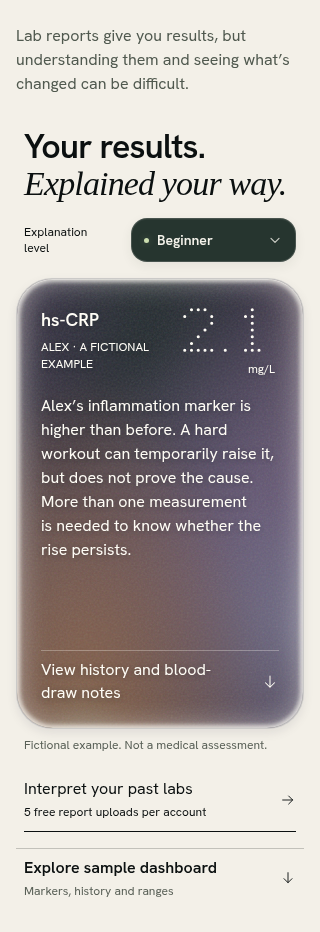 Lab reports give you results, but
understanding them and seeing what’s
changed can be difficult.
Your results.
Explained your way.
Explanation
level
Beginner
hs-CRP
2.1
ALEX · A FICTIONAL
EXAMPLE
mg/L
Alex’s inflammation marker is
higher than before. A hard
workout can temporarily raise it,
but does not prove the cause.
More than one measurement
is needed to know whether the
rise persists.
View history and blood-
draw notes
Fictional example. Not a medical assessment.
Interpret your past labs
5 free report uploads per account
Explore sample dashboard
Markers, history and ranges